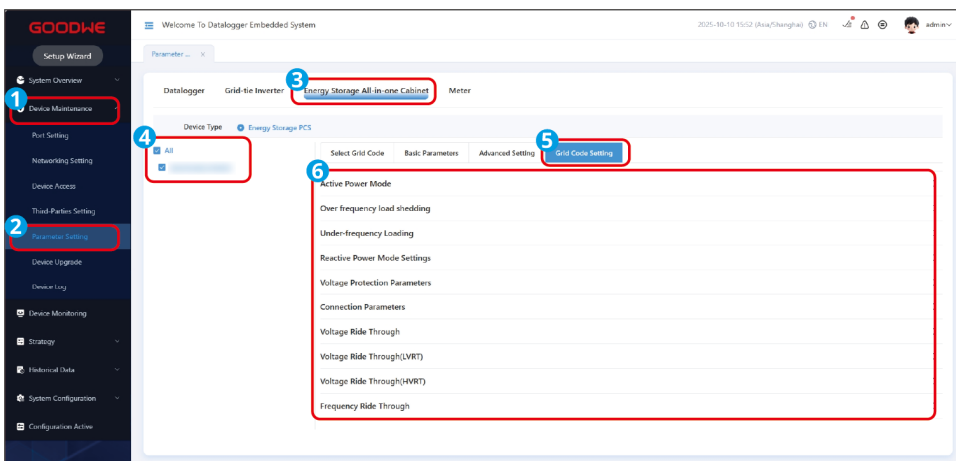 GOODWE
Welcome To Datalogger Embedded System
2025-10-10 15:52 (Asia/Shanghai) EN admin
Setup Wizard
Parameter ... ×
System Overview
1
Device Maintenance
Port Setting
Networking Setting
Device Access
Third-Parties Setting
2
Parameter Setting
Device Upgrade
Device Log
Device Monitoring
Strategy
Historical Data
System Configuration
Configuration Active
3
Datalogger Grid-tie Inverter Energy Storage All-in-one Cabinet Meter
Device Type Energy Storage PCS
4
All
5
Select Grid Code Basic Parameters Advanced Setting Grid Code Setting
6
Active Power Mode
Over frequency load shedding
Under-frequency Loading
Reactive Power Mode Settings
Voltage Protection Parameters
Connection Parameters
Voltage Ride Through
Voltage Ride Through(LVRT)
Voltage Ride Through(HVRT)
Frequency Ride Through